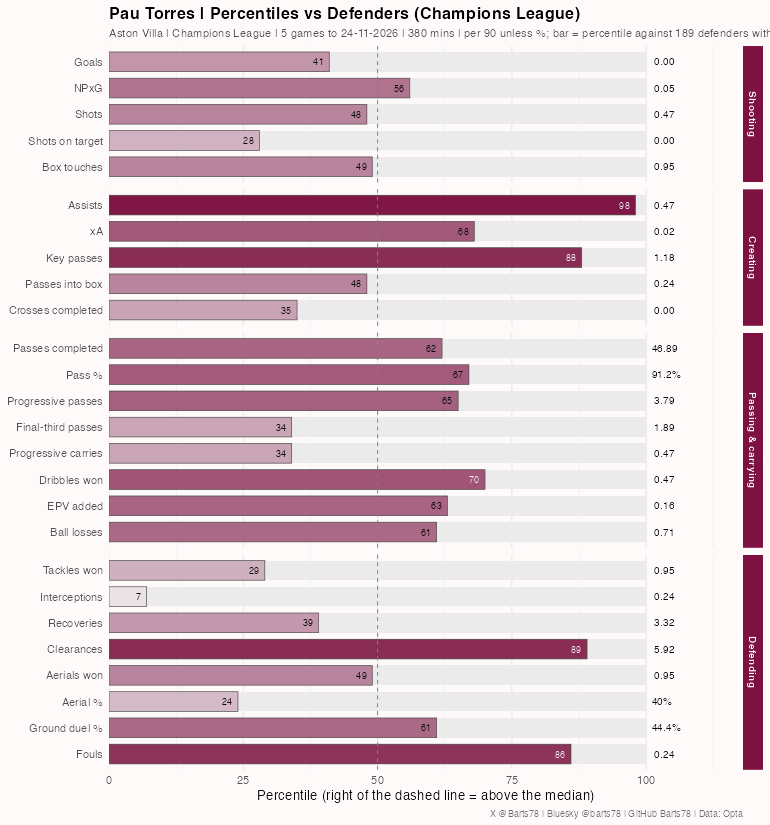 Pau Torres | Percentiles vs Defenders (Champions League)
Aston Villa | Champions League | 5 games to 24-11-2026 | 380 mins | per 90 unless %; bar = percentile against 189 defenders with
Goals 41 0.00
NPxG 56 0.05
Shots 48 0.47
Shots on target 28 0.00
Box touches 49 0.95
Shooting
Assists 98 0.47
xA 68 0.02
Key passes 88 1.18
Passes into box 48 0.24
Crosses completed 35 0.00
Creating
Passes completed 62 46.89
Pass % 67 91.2%
Progressive passes 65 3.79
Final-third passes 34 1.89
Progressive carries 34 0.47
Dribbles won 70 0.47
EPV added 63 0.16
Ball losses 61 0.71
Passing & carrying
Tackles won 29 0.95
Interceptions 7 0.24
Recoveries 39 3.32
Clearances 89 5.92
Aerials won 49 0.95
Aerial % 24 40%
Ground duel % 61 44.4%
Fouls 86 0.24
Defending
0 25 50 75 100
Percentile (right of the dashed line = above the median)
X @Barts78 | Bluesky @barts78 | GitHub Barts78 | Data: Opta